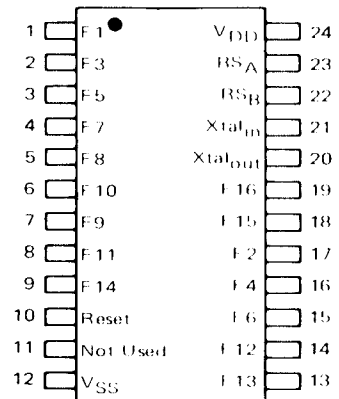 1 F1 VDD 24
2 F3 RSA 23
3 F5 RSB 22
4 F7 Xtalin 21
5 F8 Xtalout 20
6 F10 F16 19
7 F9 F15 18
8 F11 F2 17
9 F14 F4 16
10 Reset F6 15
11 Not Used F12 14
12 VSS F13 13